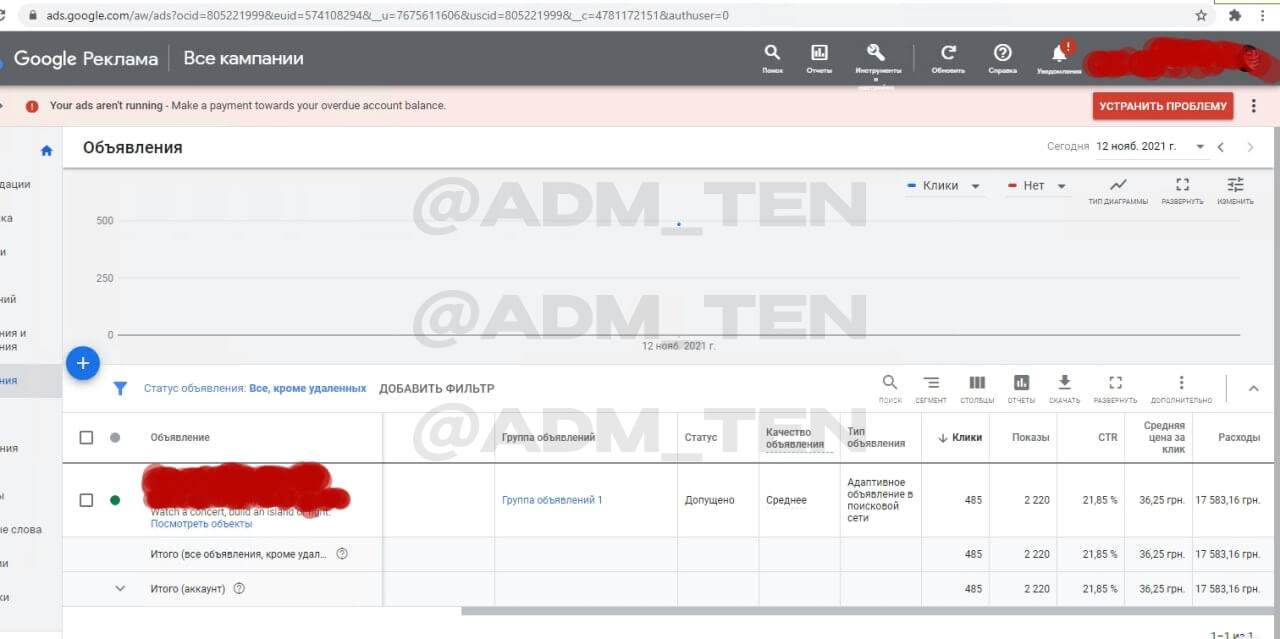 ads.google.com/aw/ads?ocid=805221999&euid=574108294&__u=7675611606&uscid=805221999&__c=4781172151&authuser=0
Google Реклама
Все кампании
Поиск
Отчеты
Инструменты и настройки
Обновить
Справка
Уведомления
Your ads aren't running - Make a payment towards your overdue account balance.
УСТРАНИТЬ ПРОБЛЕМУ
Объявления
Сегодня 12 нояб. 2021 г.
дации
ка
и
ний
ния и
ния
ния
ния
ы
ые слова
ии
ки
Клики
Нет
ТИП ДИАГРАММЫ
РАЗВЕРНУТЬ
ИЗМЕНИТЬ
500
250
0
12 нояб. 2021 г.
@ADM_TEN
@ADM_TEN
@ADM_TEN
Статус объявления: Все, кроме удаленных
ДОБАВИТЬ ФИЛЬТР
ПОИСК
СЕГМЕНТ
СТОЛБЦЫ
ОТЧЕТЫ
СКАЧАТЬ
РАЗВЕРНУТЬ
ДОПОЛНИТЕЛЬНО
Объявление
Группа объявлений
Статус
Качество объявления
Тип объявления
Клики
Показы
CTR
Средняя цена за клик
Расходы
Watch a concert, build an island or fight.
Посмотреть объекты
Группа объявлений 1
Допущено
Среднее
Адаптивное объявление в поисковой сети
485
2 220
21,85 %
36,25 грн.
17 583,16 грн.
Итого (все объявления, кроме удал...
485
2 220
21,85 %
36,25 грн.
17 583,16 грн.
Итого (аккаунт)
485
2 220
21,85 %
36,25 грн.
17 583,16 грн.
1–1 из 1